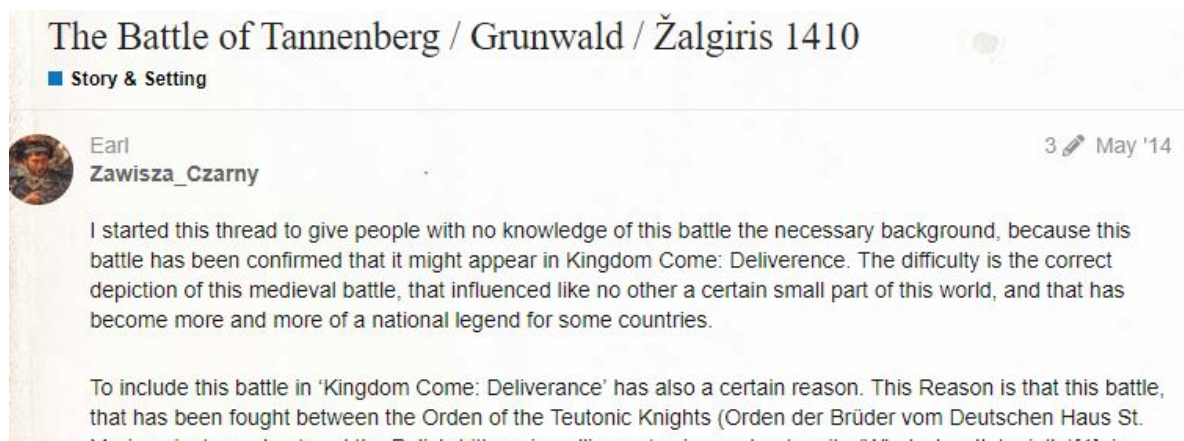 The Battle of Tannenberg / Grunwald / Žalgiris 1410
Story & Setting
Earl
3 May '14
Zawisza_Czarny
I started this thread to give people with no knowledge of this battle the necessary background, because this
battle has been confirmed that it might appear in Kingdom Come: Deliverence. The difficulty is the correct
depiction of this medieval battle, that influenced like no other a certain small part of this world, and that has
become more and more of a national legend for some countries.
To include this battle in 'Kingdom Come: Deliverance' has also a certain reason. This Reason is that this battle,
that has been fought between the Orden of the Teutonic Knights (Orden der Brüder vom Deutschen Haus St.